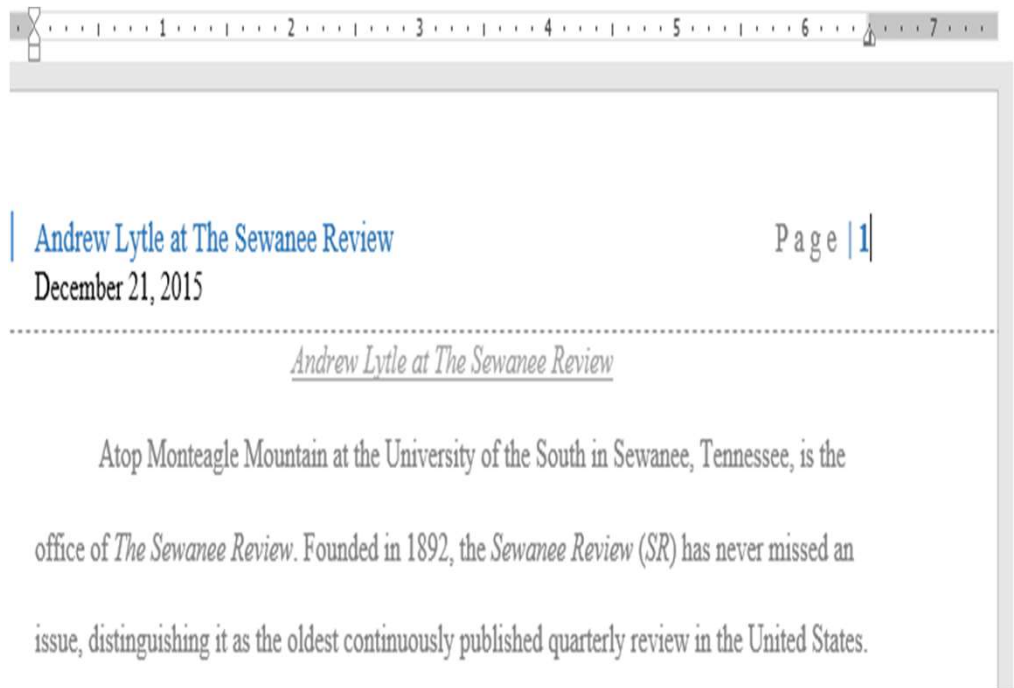 1 2 3 4 5 6 7
Andrew Lytle at The Sewanee Review Page | 1
December 21, 2015
Andrew Lytle at The Sewanee Review
Atop Monteagle Mountain at the University of the South in Sewanee, Tennessee, is the
office of The Sewanee Review. Founded in 1892, the Sewanee Review (SR) has never missed an
issue, distinguishing it as the oldest continuously published quarterly review in the United States.